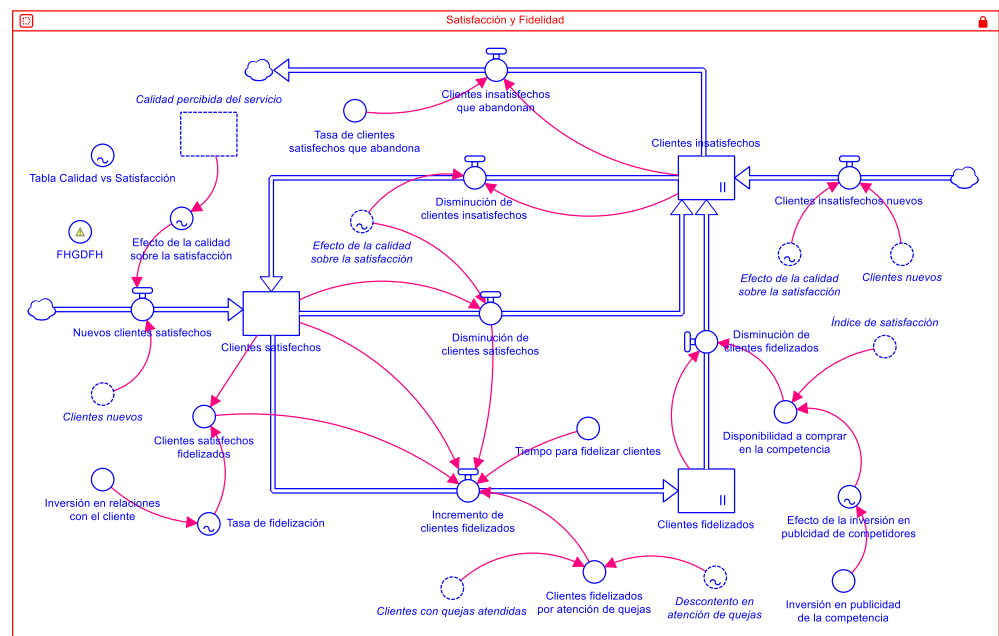 Satisfacción y Fidelidad
Calidad percibida del servicio
Clientes insatisfechos
que abandonan
Tasa de clientes
satisfechos que abandona
Clientes insatisfechos
Tabla Calidad vs Satisfacción
Disminuciòn de
clientes insatisfechos
Clientes insatisfechos nuevos
FHGDFH
Efecto de la calidad
sobre la satisfacción
Efecto de la calidad
sobre la satisfacción
Efecto de la calidad
sobre la satisfacción
Clientes nuevos
Nuevos clientes satisfechos
Clientes satisfechos
Disminución de
clientes satisfechos
Disminuciòn de
clientes fidelizados
Índice de satisfacción
Clientes nuevos
Clientes satisfechos
fidelizados
Tiempo para fidelizar clientes
Disponibilidad a comprar
en la competencia
Inversión en relaciones
con el cliente
Tasa de fidelización
Incremento de
clientes fidelizados
Clientes fidelizados
Efecto de la inversión en
publcidad de competidores
Clientes con quejas atendidas
Clientes fidelizados
por atención de quejas
Descontento en
atención de quejas
Inversión en publicidad
de la competencia